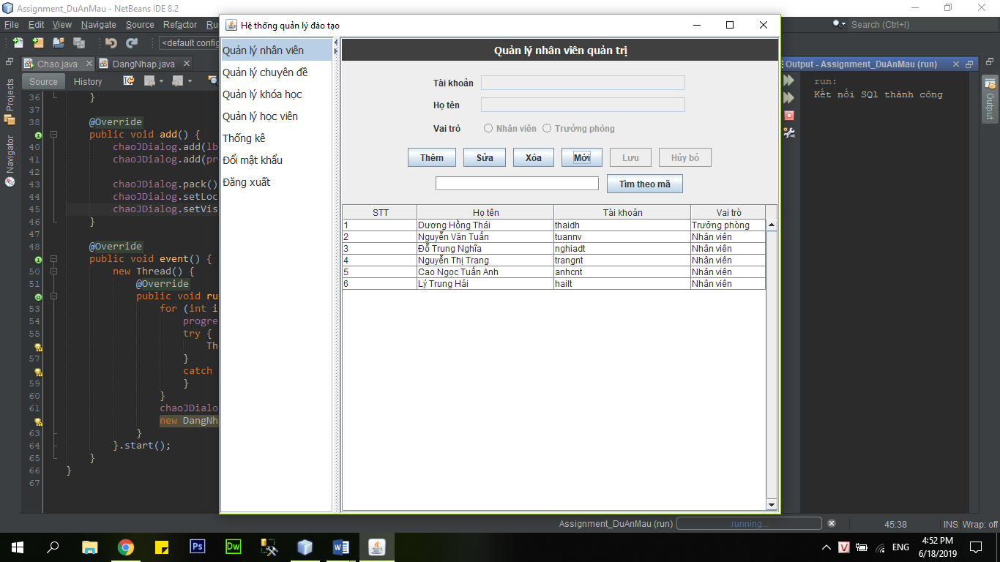 Assignment_DuAnMau - NetBeans IDE 8.2
File Edit View Navigate Source Refactor Ru
Search (Ctrl+I)
<default config
Chao.java
DangNhap.java
Source History
Projects
Navigator
36 }
37
38 @Override
public void add() {
40 chaoJDialog.add(lb
41 chaoJDialog.add(pr
42
43 chaoJDialog.pack()
44 chaoJDialog.setLoc
45 chaoJDialog.setVis
46 }
47
48 @Override
public void event() {
50 new Thread() {
51 @Override
public void ru
53 for (int i
54 progre
55 try {
Th
57 }
catch
59 }
60 }
61 chaoJDialo
new DangNh
63 }
64 }.start();
65 }
66 }
67
Hệ thống quản lý đào tạo
Quản lý nhân viên
Quản lý chuyên đề
Quản lý khóa học
Quản lý học viên
Thống kê
Đổi mật khẩu
Đăng xuất
Quản lý nhân viên quản trị
Tài khoản
Họ tên
Vai trò Nhân viên Trưởng phòng
Thêm Sửa Xóa Mới Lưu Hủy bỏ
Tìm theo mã
STT Họ tên Tài khoản Vai trò
1 Dương Hồng Thái thaidh Trưởng phòng
2 Nguyễn Văn Tuấn tuannv Nhân viên
3 Đỗ Trung Nghĩa nghiadt Nhân viên
4 Nguyễn Thị Trang trangnt Nhân viên
5 Cao Ngọc Tuấn Anh anhcnt Nhân viên
6 Lý Trung Hải hailt Nhân viên
Output - Assignment_DuAnMau (run)
run:
Kết nối SQl thành công
Output
Assignment_DuAnMau (run) running... 45:38 INS Wrap: off
Ps
Dw
ENG
4:52 PM
6/18/2019